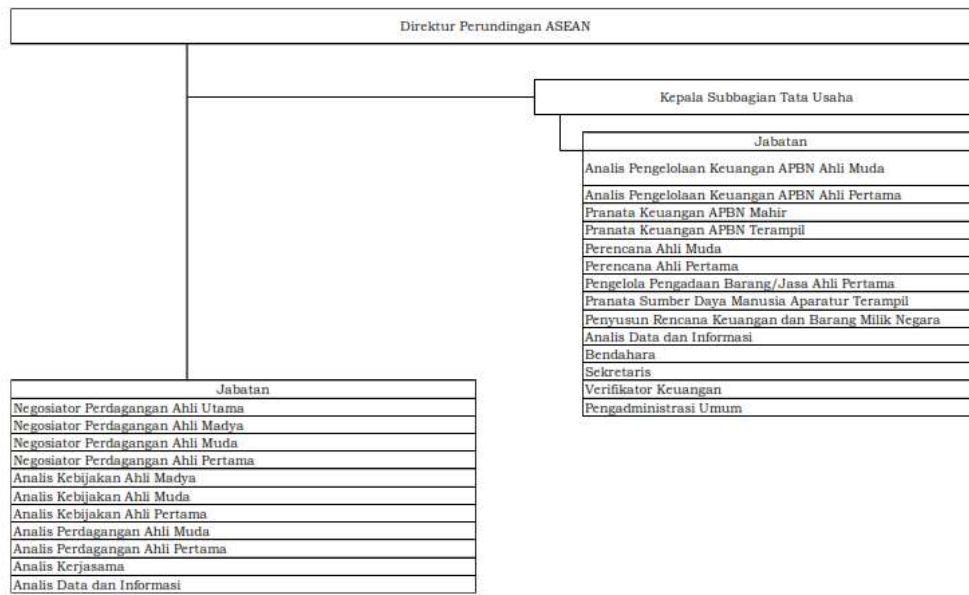 Direktur Perundingan ASEAN
Kepala Subbagian Tata Usaha
Jabatan
Analis Pengelolaan Keuangan APBN Ahli Muda
Analis Pengelolaan Keuangan APBN Ahli Pertama
Pranata Keuangan APBN Mahir
Pranata Keuangan APBN Terampil
Perencana Ahli Muda
Perencana Ahli Pertama
Pengelola Pengadaan Barang/Jasa Ahli Pertama
Pranata Sumber Daya Manusia Aparatur Terampil
Penyusun Rencana Keuangan dan Barang Milik Negara
Analis Data dan Informasi
Bendahara
Sekretaris
Verifikator Keuangan
Pengadministrasi Umum
Jabatan
Negosiator Perdagangan Ahli Utama
Negosiator Perdagangan Ahli Madya
Negosiator Perdagangan Ahli Muda
Negosiator Perdagangan Ahli Pertama
Analis Kebijakan Ahli Madya
Analis Kebijakan Ahli Muda
Analis Kebijakan Ahli Pertama
Analis Perdagangan Ahli Muda
Analis Perdagangan Ahli Pertama
Analis Kerjasama
Analis Data dan Informasi